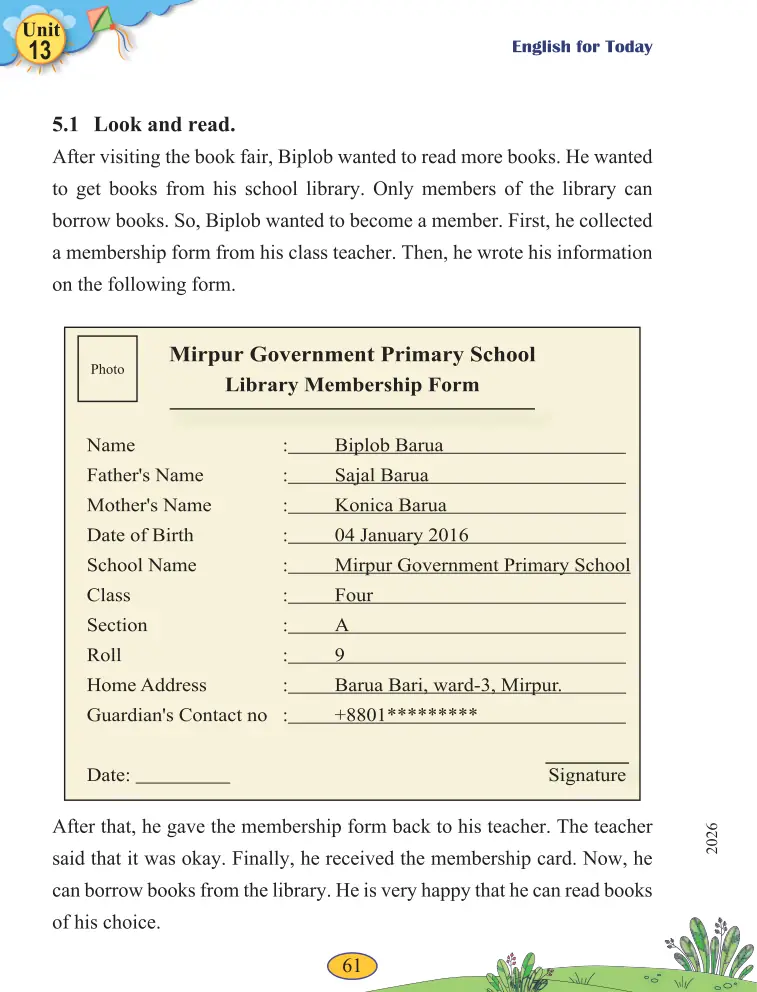 Unit
13
English for Today
5.1 Look and read.
After visiting the book fair, Biplob wanted to read more books. He wanted
to get books from his school library. Only members of the library can
borrow books. So, Biplob wanted to become a member. First, he collected
a membership form from his class teacher. Then, he wrote his information
on the following form.
Photo
Mirpur Government Primary School
Library Membership Form
Name : Biplob Barua
Father's Name : Sajal Barua
Mother's Name : Konica Barua
Date of Birth : 04 January 2016
School Name : Mirpur Government Primary School
Class : Four
Section : A
Roll : 9
Home Address : Barua Bari, ward-3, Mirpur.
Guardian's Contact no : +8801*********
Date: __________ Signature
After that, he gave the membership form back to his teacher. The teacher
said that it was okay. Finally, he received the membership card. Now, he
can borrow books from the library. He is very happy that he can read books
of his choice.
2026
61